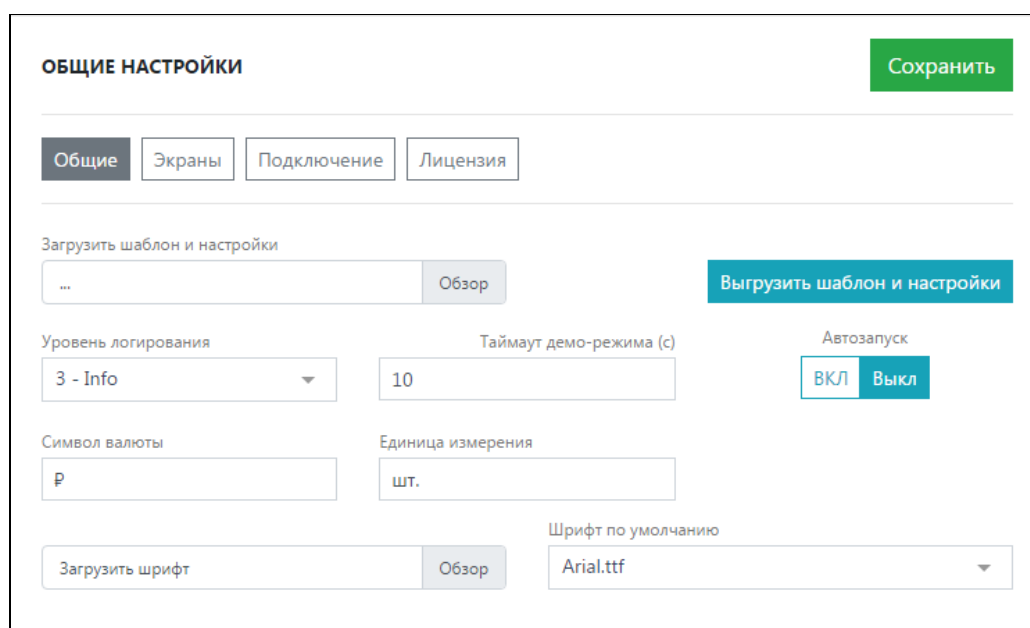 ОБЩИЕ НАСТРОЙКИ
Сохранить
Общие
Экраны
Подключение
Лицензия
Загрузить шаблон и настройки
...
Обзор
Выгрузить шаблон и настройки
Уровень логирования
Таймаут демо-режима (с)
Автозапуск
3 - Info
10
ВКЛ
Выкл
Символ валюты
Единица измерения
₽
шт.
Шрифт по умолчанию
Загрузить шрифт
Обзор
Arial.ttf